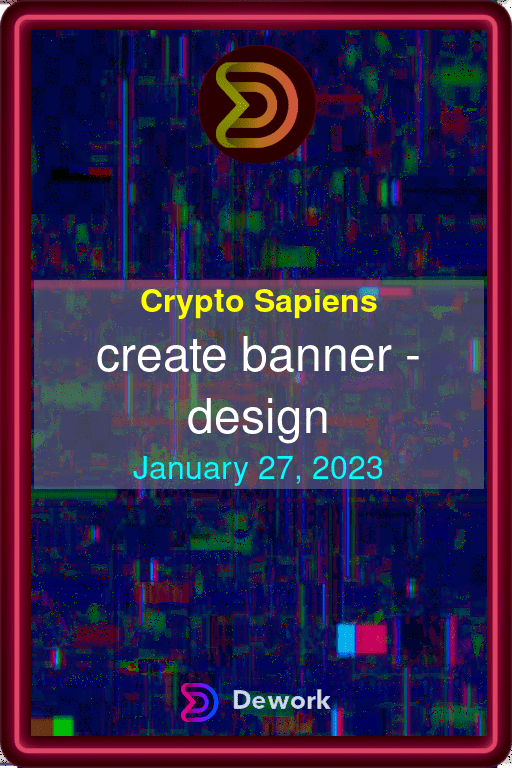 Crypto Sapiens
create banner -
design
January 27, 2023
Dework